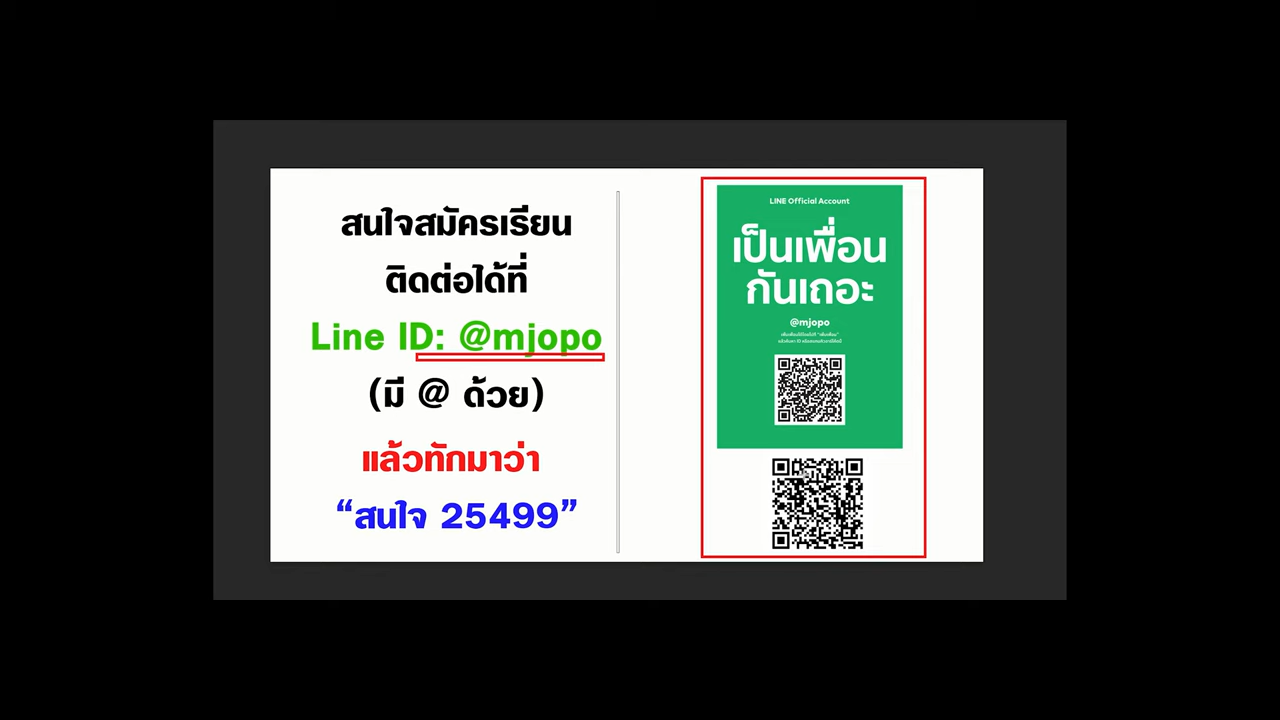 สนใจสมัครเรียน
ติดต่อได้ที่
Line ID: @mjopo
(มี @ ด้วย)
แล้วทักมาว่า
“สนใจ 25499”
LINE Official Account
เป็นเพื่อน
กันเถอะ
@mjopo